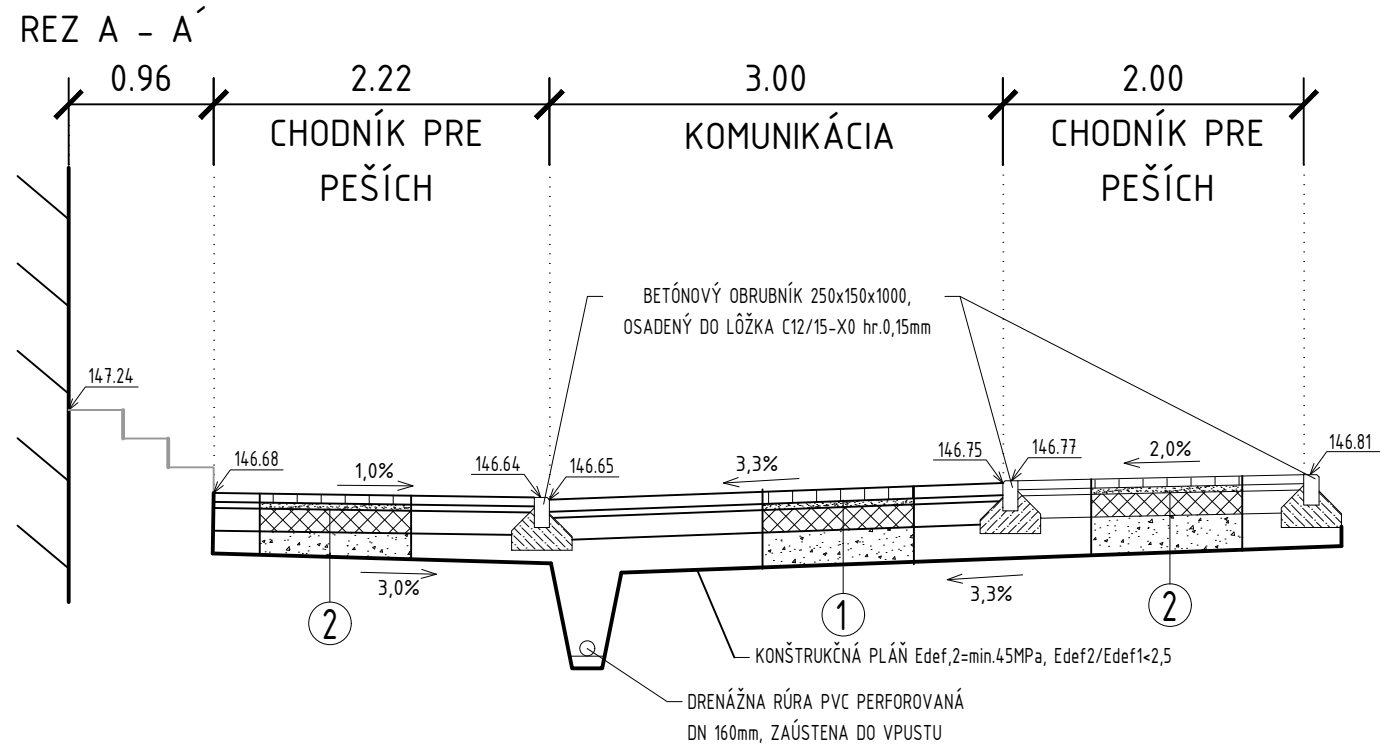 REZ A - A´
0.96
2.22
3.00
2.00
CHODNÍK PRE
PEŠÍCH
KOMUNIKÁCIA
CHODNÍK PRE
PEŠÍCH
BETÓNOVÝ OBRUBNÍK 250x150x1000,
OSADENÝ DO LÔŽKA C12/15-X0 hr.0,15mm
147.24
146.68
1,0%
146.64
146.65
3,3%
146.75
146.77
2,0%
146.81
3,0%
3,3%
2
1
2
KONŠTRUKČNÁ PLÁŇ Edef,2=min.45MPa, Edef2/Edef1<2,5
DRENÁŽNA RÚRA PVC PERFOROVANÁ
DN 160mm, ZAÚSTENA DO VPUSTU